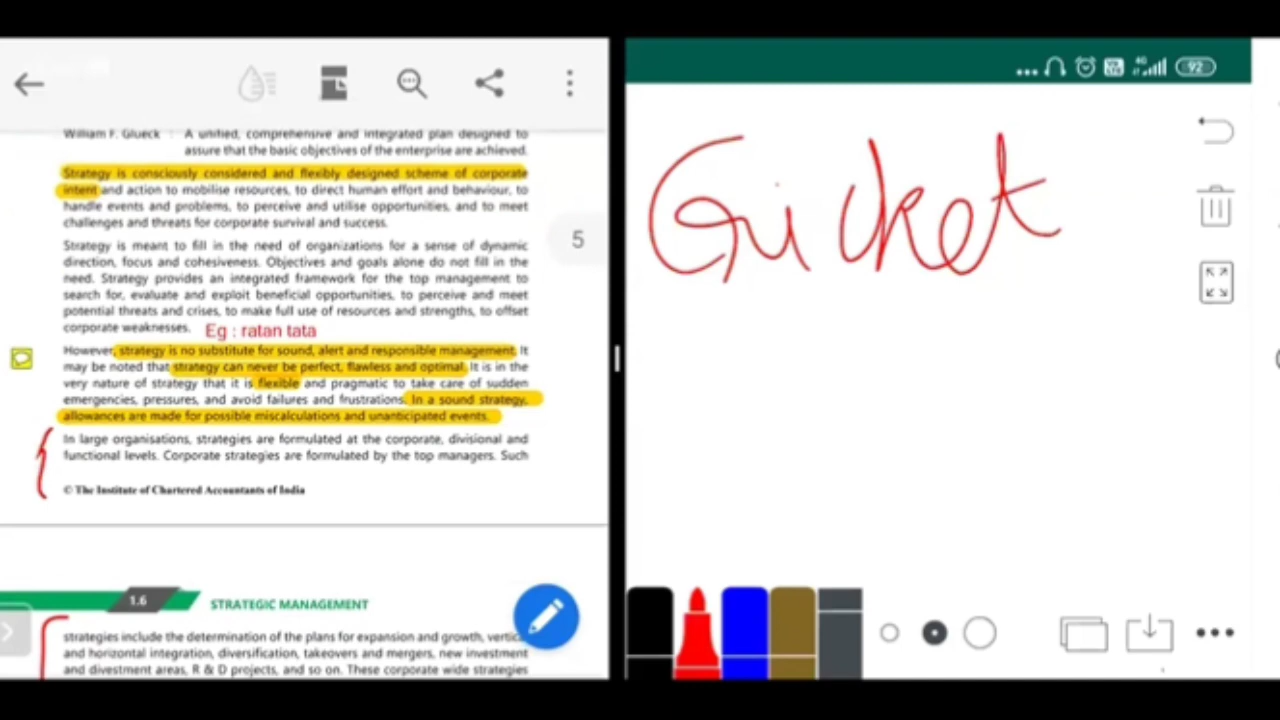 William F. Glueck : A unified, comprehensive and integrated plan designed to
assure that the basic objectives of the enterprise are achieved.
Strategy is consciously considered and flexibly designed scheme of corporate
intent and action to mobilise resources, to direct human effort and behaviour, to
handle events and problems, to perceive and utilise opportunities, and to meet
challenges and threats for corporate survival and success.
Strategy is meant to fill in the need of organizations for a sense of dynamic
direction, focus and cohesiveness. Objectives and goals alone do not fill in the
need. Strategy provides an integrated framework for the top management to
search for, evaluate and exploit beneficial opportunities, to perceive and meet
potential threats and crises, to make full use of resources and strengths, to offset
corporate weaknesses. Eg : ratan tata
However, strategy is no substitute for sound, alert and responsible management. It
may be noted that strategy can never be perfect, flawless and optimal. It is in the
very nature of strategy that it is flexible and pragmatic to take care of sudden
emergencies, pressures, and avoid failures and frustrations. In a sound strategy,
allowances are made for possible miscalculations and unanticipated events.
In large organisations, strategies are formulated at the corporate, divisional and
functional levels. Corporate strategies are formulated by the top managers. Such
© The Institute of Chartered Accountants of India
5
1.6 STRATEGIC MANAGEMENT
strategies include the determination of the plans for expansion and growth, vertical
and horizontal integration, diversification, takeovers and mergers, new investment
and divestment areas, R & D projects, and so on. These corporate wide strategies
4G 92
Cricket